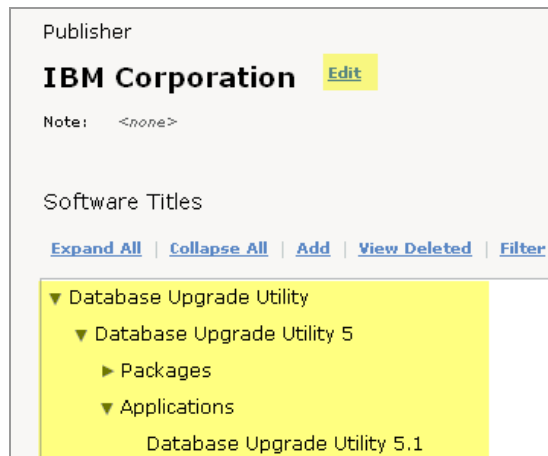 Publisher
IBM Corporation Edit
Note: <none>
Software Titles
Expand All | Collapse All | Add | View Deleted | Filter
▼ Database Upgrade Utility
▼ Database Upgrade Utility 5
► Packages
▼ Applications
Database Upgrade Utility 5.1